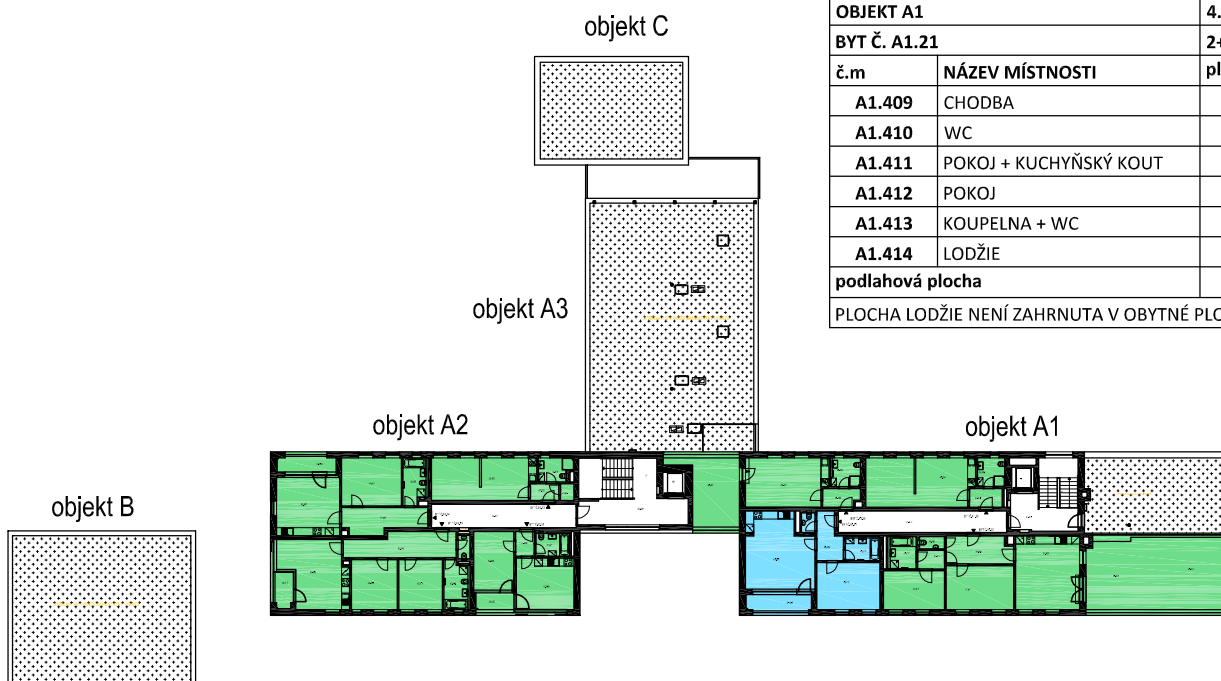 objekt C
OBJEKT A1 4.
BYT Č. A1.21 2+
č.m NÁZEV MÍSTNOSTI pl
A1.409 CHODBA
A1.410 WC
A1.411 POKOJ + KUCHYŇSKÝ KOUT
A1.412 POKOJ
A1.413 KOUPELNA + WC
A1.414 LODŽIE
podlahová plocha
PLOCHA LODŽIE NENÍ ZAHRNUTA V OBYTNÉ PLO
objekt A3
objekt A2
objekt A1
objekt B